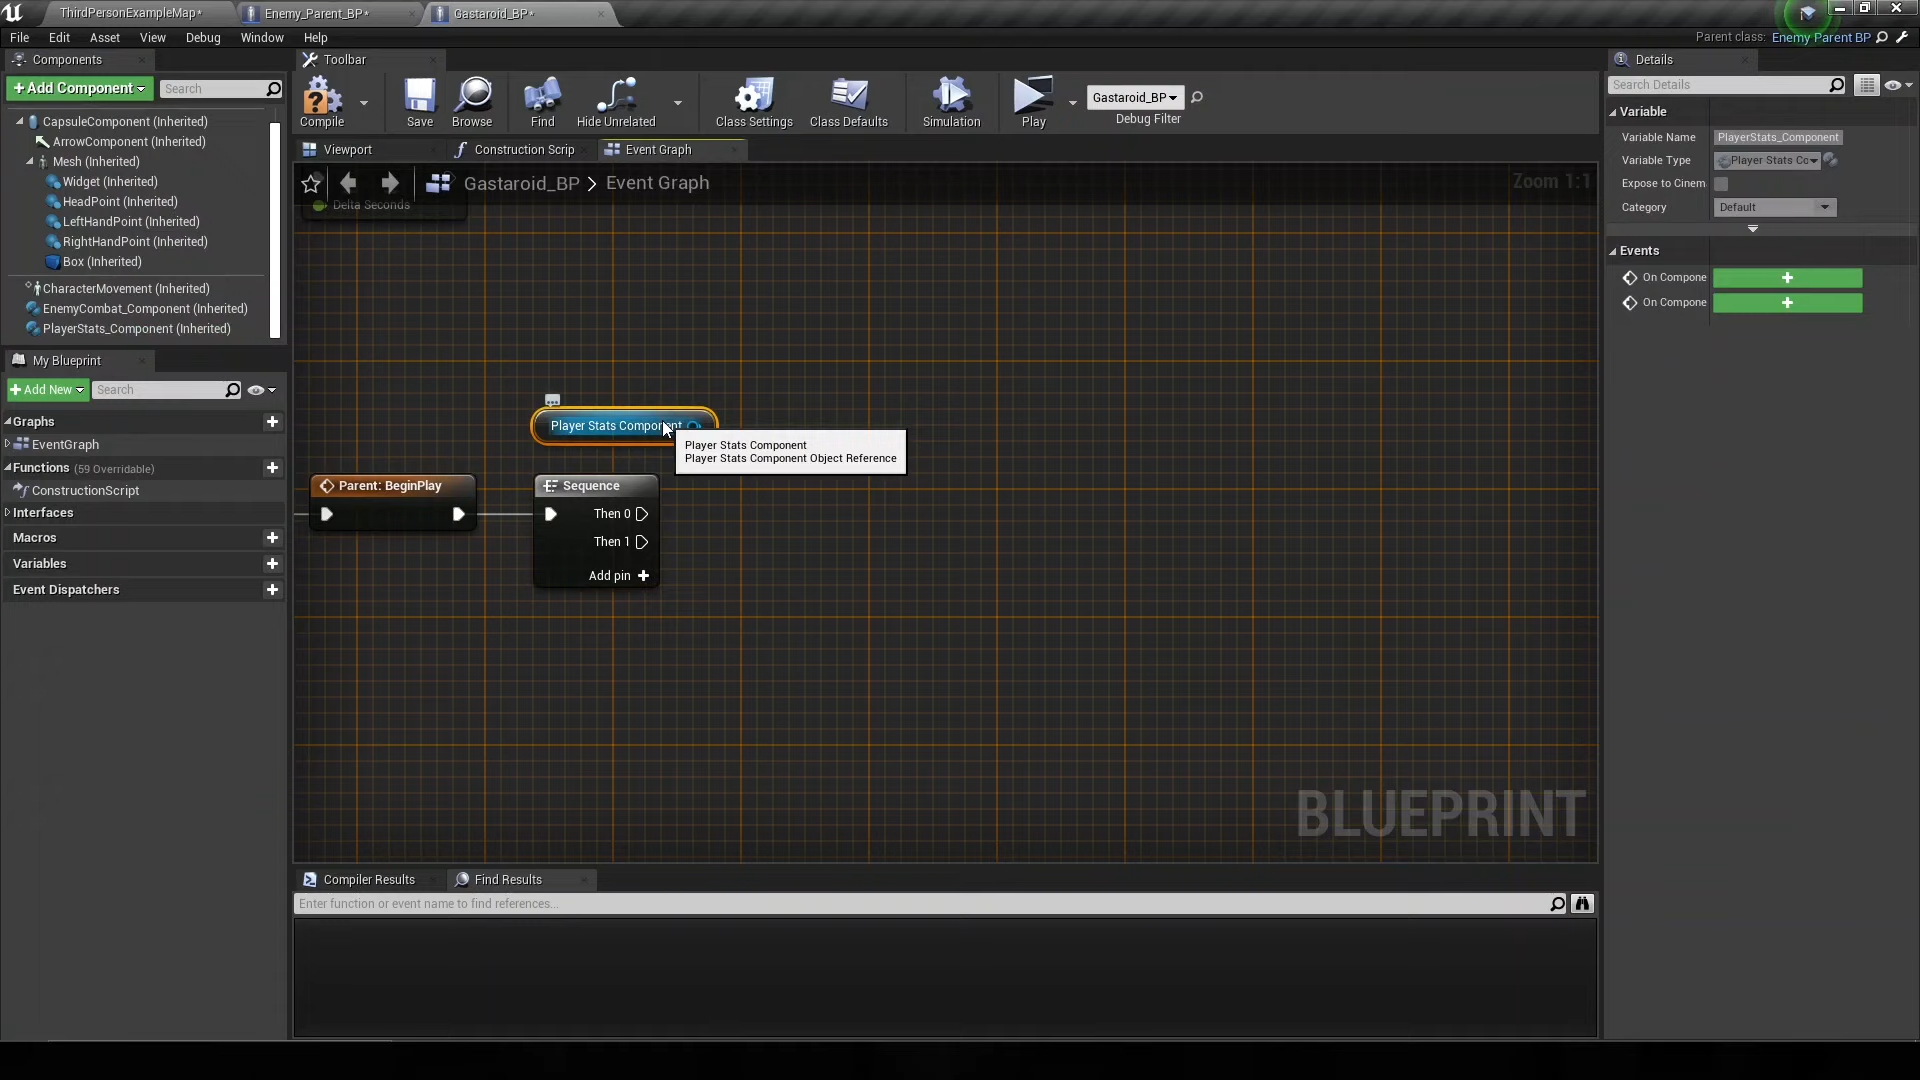 ThirdPersonExampleMap*
Enemy_Parent_BP*
Gastaroid_BP*
File Edit Asset View Debug Window Help
Parent class: Enemy Parent BP
Components
Toolbar
Details
+Add Component
Search
Compile
Save
Browse
Find
Hide Unrelated
Class Settings
Class Defaults
Simulation
Play
Gastaroid_BP
Debug Filter
Search Details
Variable
Variable Name PlayerStats_Component
Variable Type Player Stats Co
Expose to Cinem
Category Default
Events
On Compone
On Compone
CapsuleComponent (Inherited)
ArrowComponent (Inherited)
Mesh (Inherited)
Widget (Inherited)
HeadPoint (Inherited)
LeftHandPoint (Inherited)
RightHandPoint (Inherited)
Box (Inherited)
CharacterMovement (Inherited)
EnemyCombat_Component (Inherited)
PlayerStats_Component (Inherited)
Viewport
Construction Scrip
Event Graph
Gastaroid_BP > Event Graph
Zoom 1:1
Delta Seconds
My Blueprint
+Add New
Search
Graphs
EventGraph
Functions (59 Overridable)
ConstructionScript
Interfaces
Macros
Variables
Event Dispatchers
Player Stats Component
Player Stats Component
Player Stats Component Object Reference
Parent: BeginPlay
Sequence
Then 0
Then 1
Add pin +
BLUEPRINT
Compiler Results
Find Results
Enter function or event name to find references...